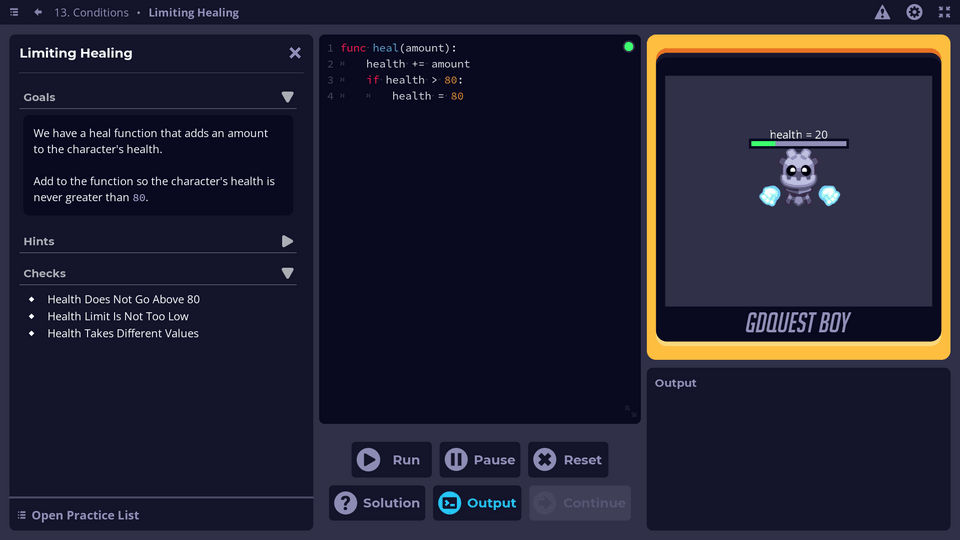 13. Conditions • Limiting Healing
Limiting Healing
Goals
We have a heal function that adds an amount
to the character's health.
Add to the function so the character's health is
never greater than 80.
Hints
Checks
Health Does Not Go Above 80
Health Limit Is Not Too Low
Health Takes Different Values
Open Practice List
1 func heal(amount):
2 health += amount
3 if health > 80:
4 health = 80
Run
Pause
Reset
Solution
Output
Continue
health = 20
GDQUEST BOY
Output